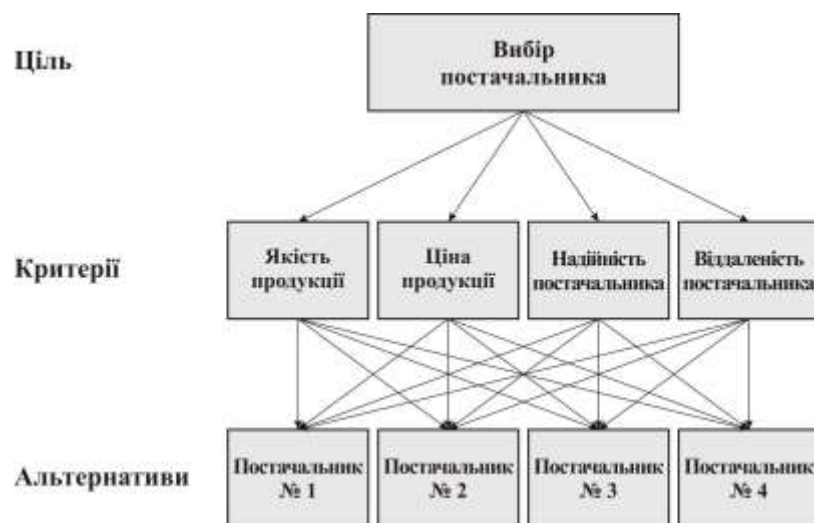 Ціль
Вибір
постачальника
Критерії
Якість
продукції
Ціна
продукції
Надійність
постачальника
Віддаленість
постачальника
Альтернативи
Постачальник
№ 1
Постачальник
№ 2
Постачальник
№ 3
Постачальник
№ 4